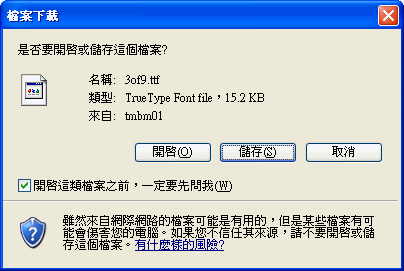 檔案下載
是否要開啓或儲存這個檔案?
名稱: 3of9.ttf
類型: TrueType Font file，15.2 KB
來自: tmbm01
開啓(O) 儲存(S) 取消
開啓這類檔案之前，一定要先問我(W)
雖然來自網際網路的檔案可能是有用的，但是某些檔案有可
能會傷害您的電腦。如果您不信任其來源，請不要開啓或儲
存這個檔案。有什麼樣的風險?